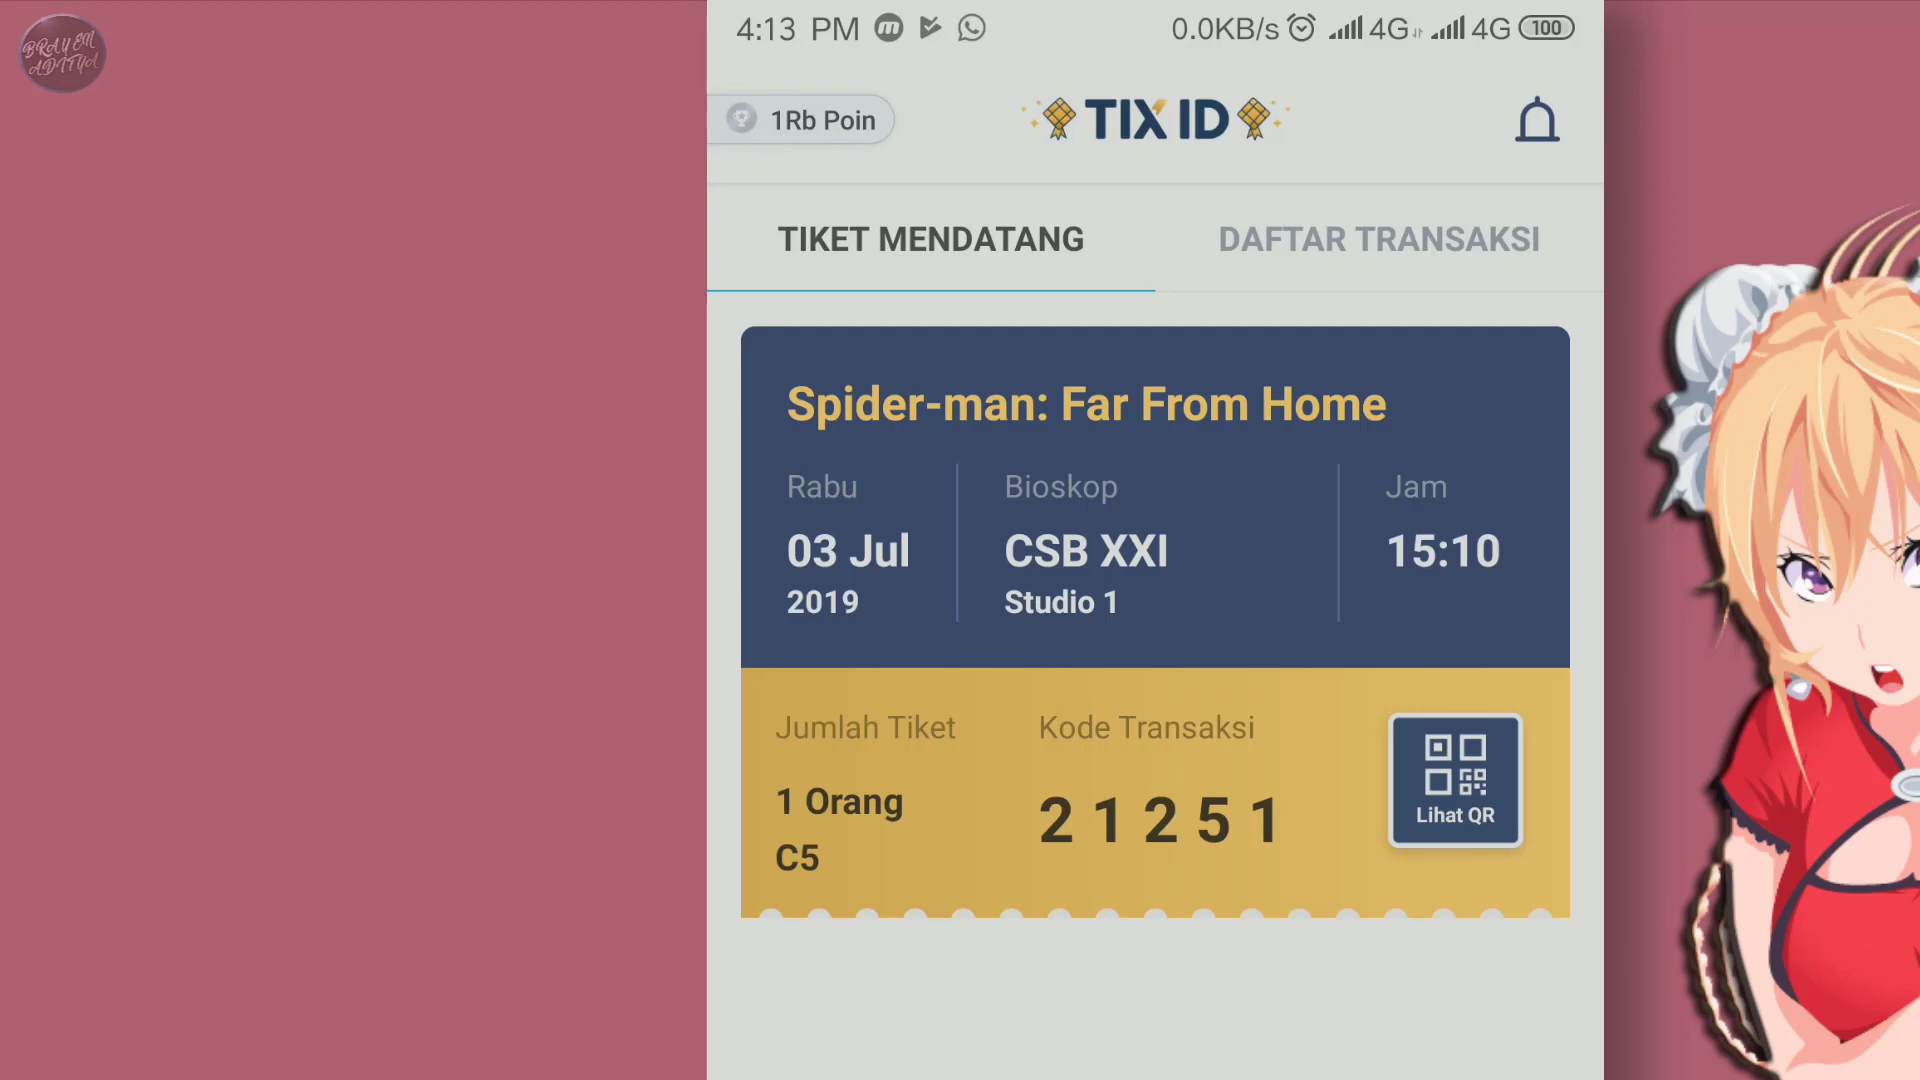 BRAYEN
ADITYA
4:13 PM
0.0KB/s 4G 4G 100
1Rb Poin
TIX ID
TIKET MENDATANG
DAFTAR TRANSAKSI
Spider-man: Far From Home
Rabu
03 Jul
2019
Bioskop
CSB XXI
Studio 1
Jam
15:10
Jumlah Tiket
1 Orang
C5
Kode Transaksi
2 1 2 5 1
Lihat QR